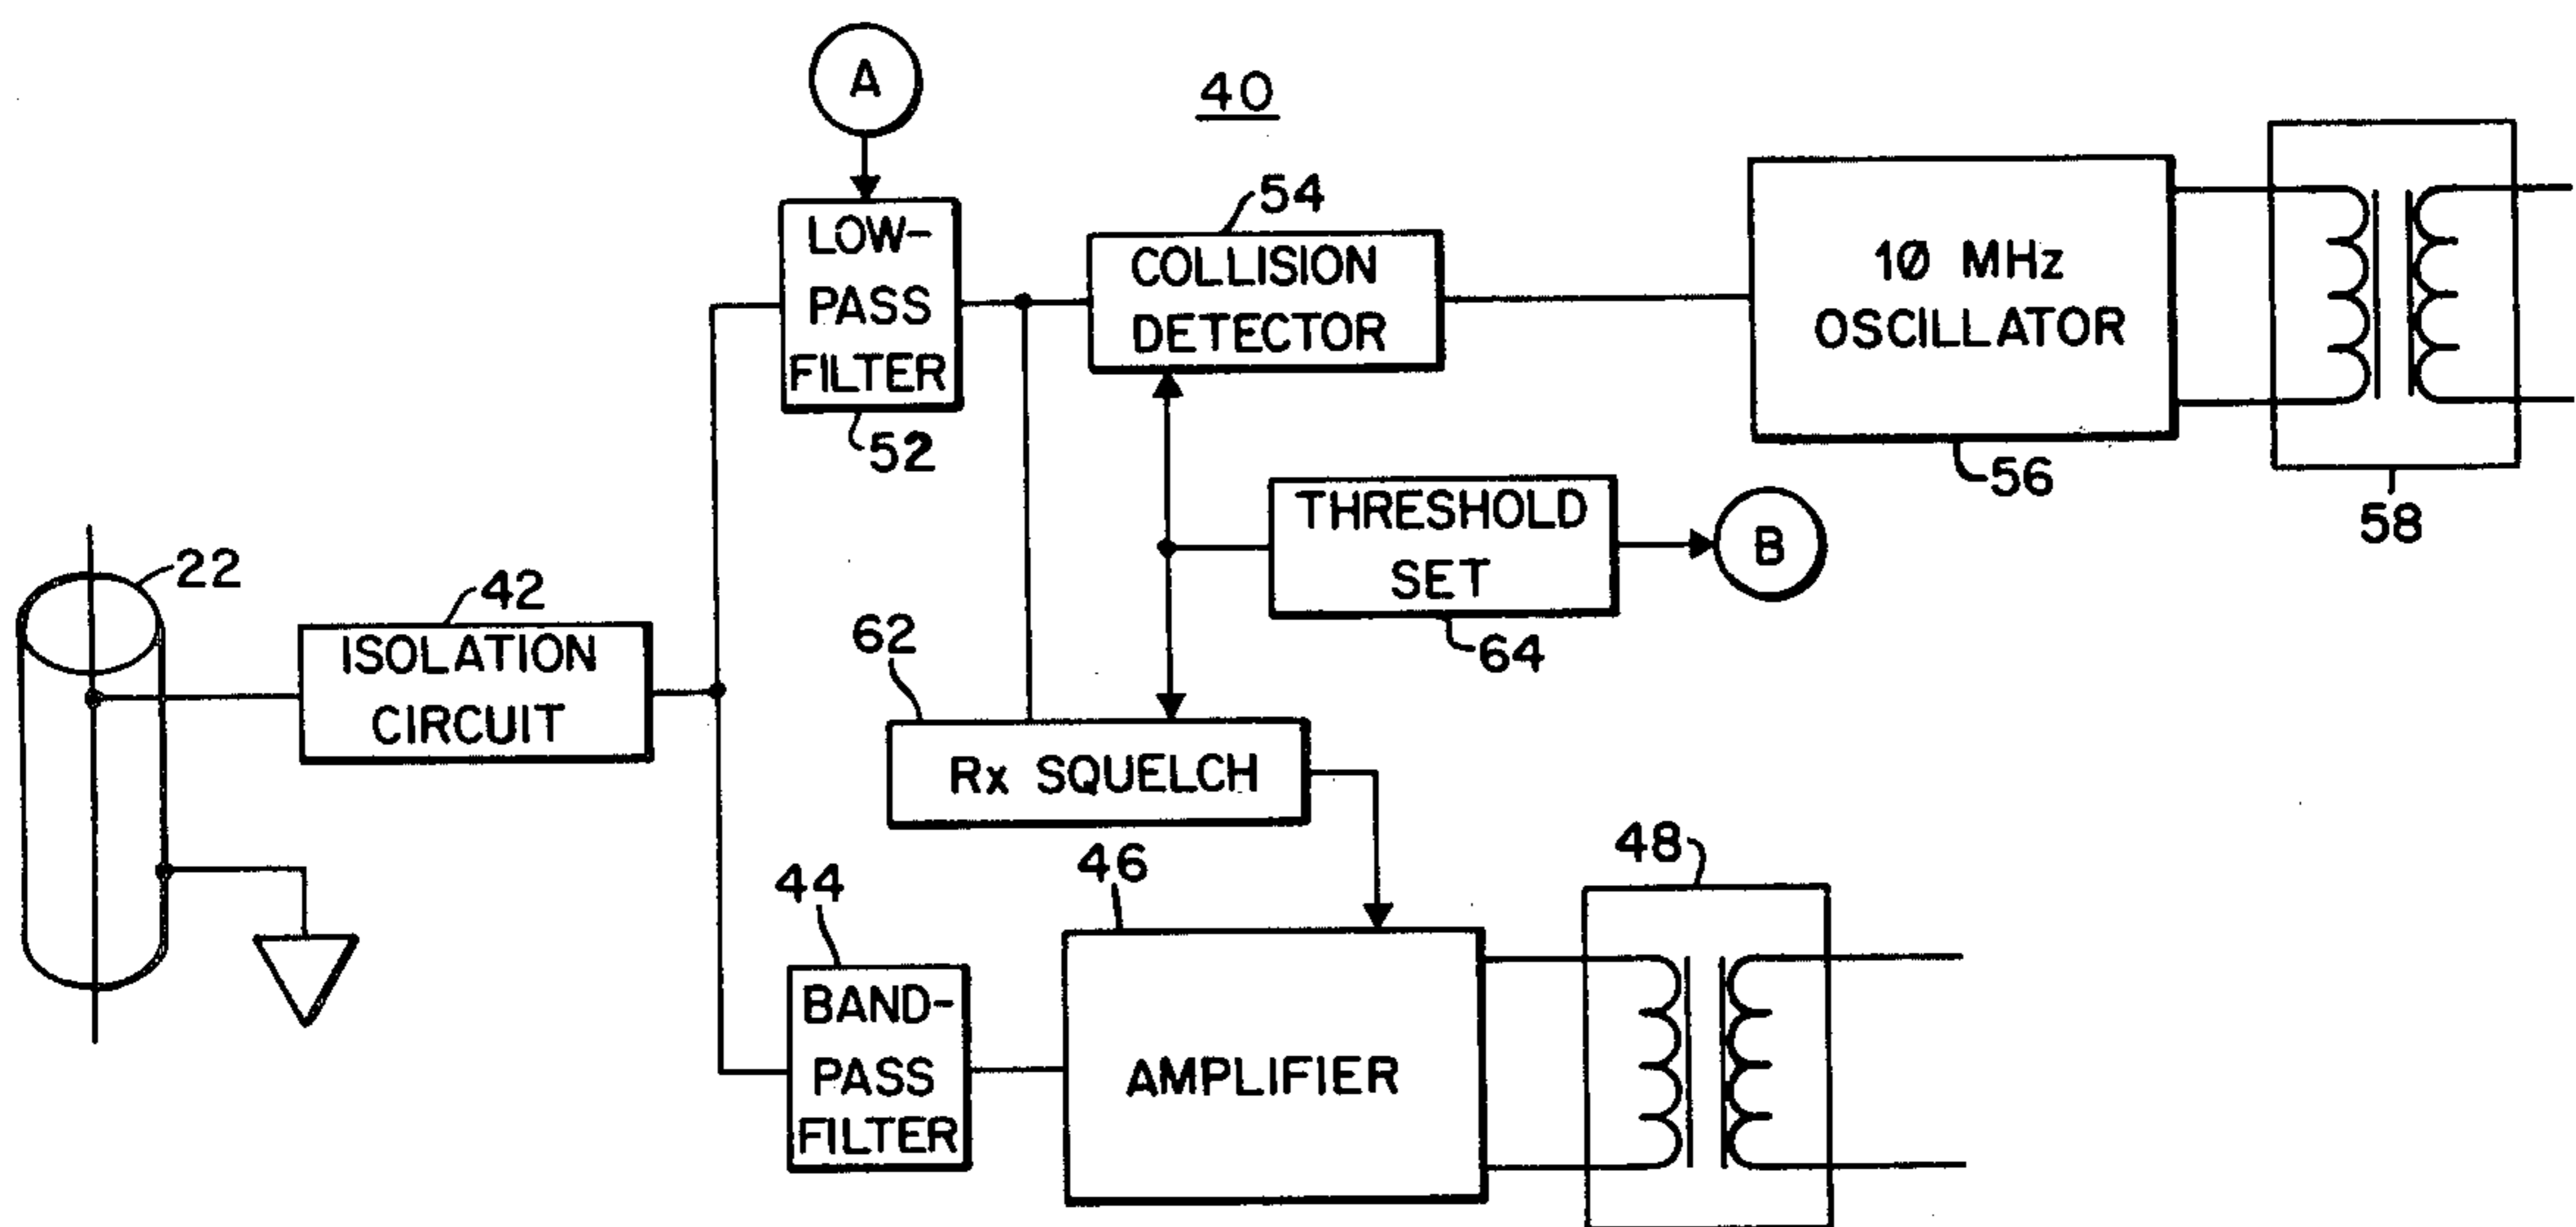 A
40
LOW-
PASS
FILTER
52
54
COLLISION
DETECTOR
10 MHz
OSCILLATOR
56
58
THRESHOLD
SET
64
B
22
42
ISOLATION
CIRCUIT
62
Rx SQUELCH
44
BAND-
PASS
FILTER
46
AMPLIFIER
48